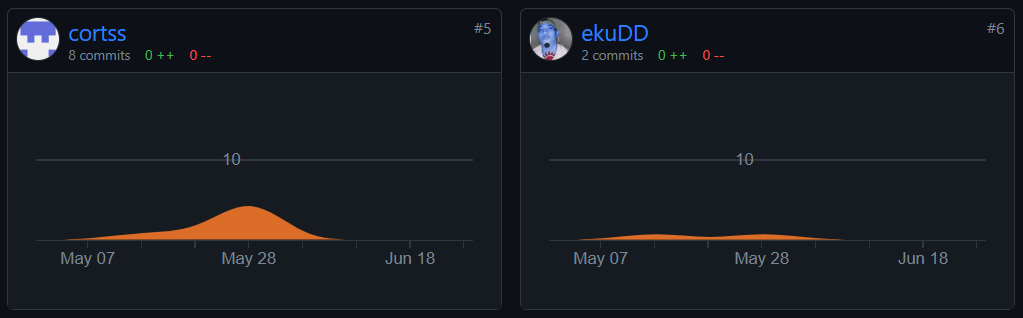 cortss
#5
8 commits 0 ++ 0 --
10
May 07 May 28 Jun 18
ekuDD
#6
2 commits 0 ++ 0 --
10
May 07 May 28 Jun 18